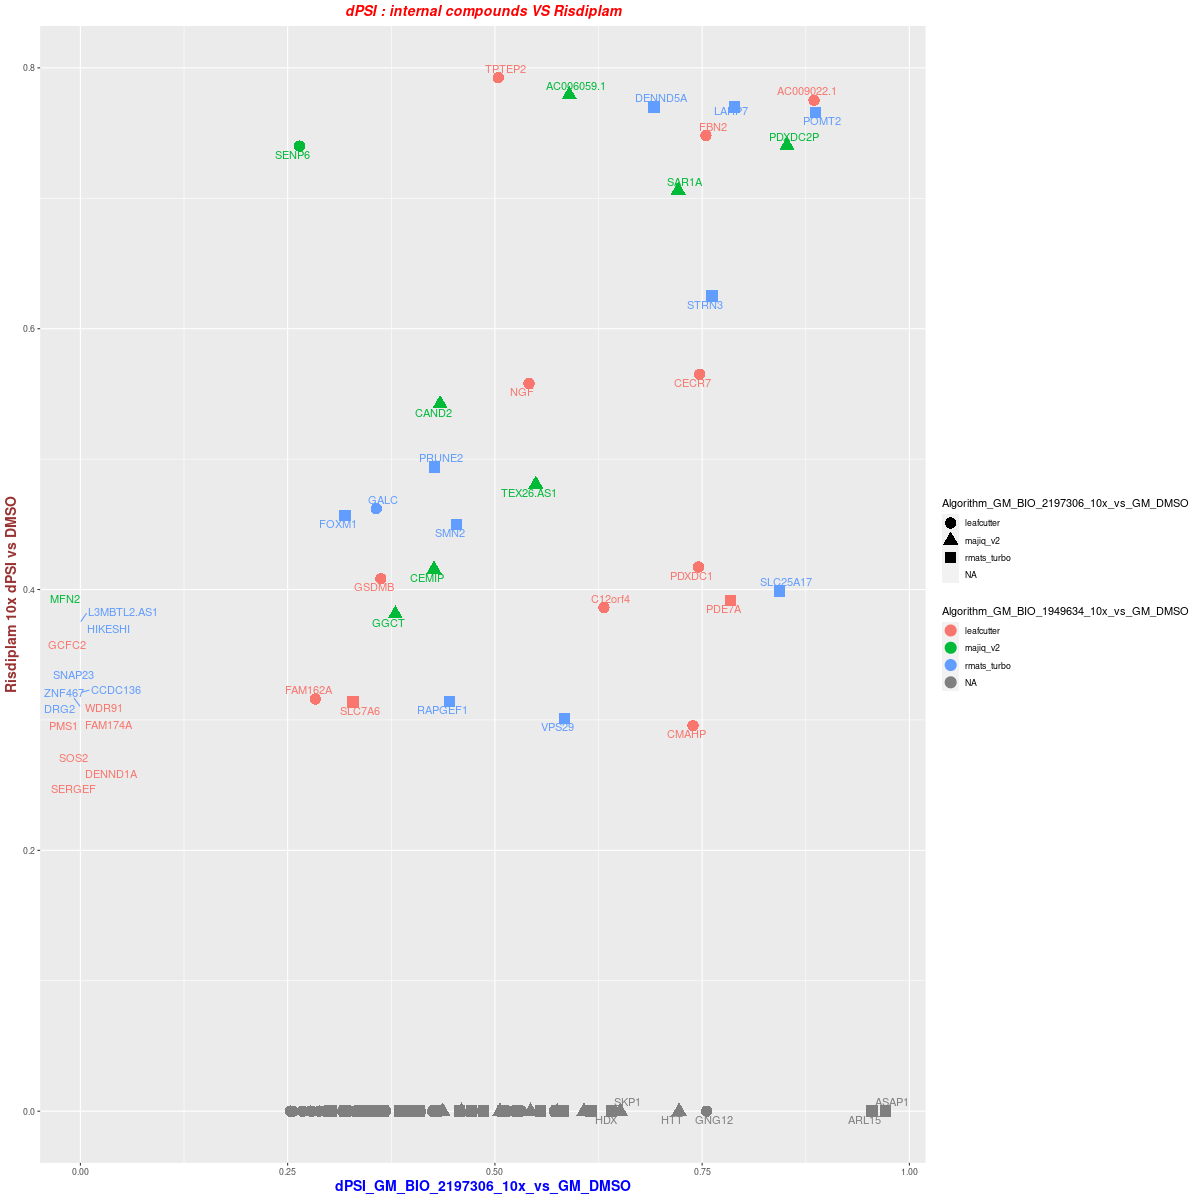 dPSI : internal compounds VS Risdiplam
Risdiplam 10x dPSI vs DMSO
0.8
0.6
0.4
0.2
0.0
TPTEP2
AC006059.1
DENND5A
LARP7
AC009022.1
POMT2
FBN2
PDXDC2P
SENP6
SAR1A
STRN3
CECR7
NGF
CAND2
PRUNE2
TEX26.AS1
GALC
FOXM1
SMN2
CEMIP
GSDMB
PDXDC1
SLC25A17
C12orf4
PDE7A
GGCT
MFN2
L3MBTL2.AS1
HIKESHI
GCFC2
SNAP23
ZNF467
CCDC136
DRG2
WDR91
PMS1
FAM174A
SOS2
DENND1A
SERGEF
FAM162A
SLC7A6
RAPGEF1
VPS29
CMAHP
SKP1
HDX
HTT
GNG12
ASAP1
ARL15
0.00
0.25
0.50
0.75
1.00
dPSI_GM_BIO_2197306_10x_vs_GM_DMSO
Algorithm_GM_BIO_2197306_10x_vs_GM_DMSO
leafcutter
majiq_v2
rmats_turbo
NA
Algorithm_GM_BIO_1949634_10x_vs_GM_DMSO
leafcutter
majiq_v2
rmats_turbo
NA